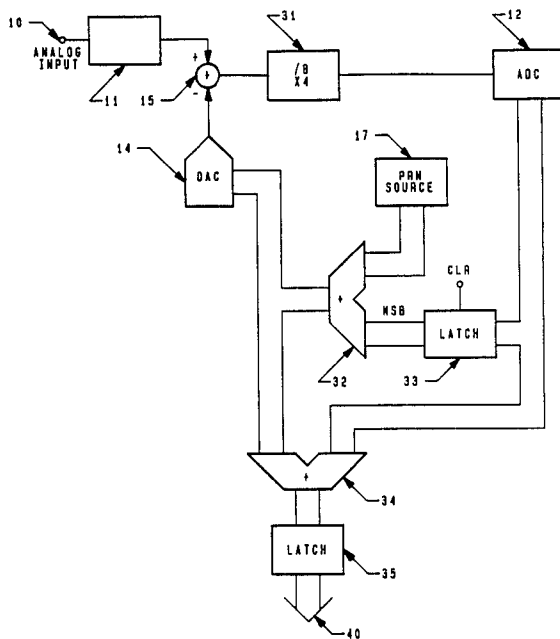 10
ANALOG
INPUT
11
+
+
-
15
31
/8
X4
12
ADC
14
DAC
17
PRN
SOURCE
CLR
+
MSB
LATCH
32
33
+
34
LATCH
35
40